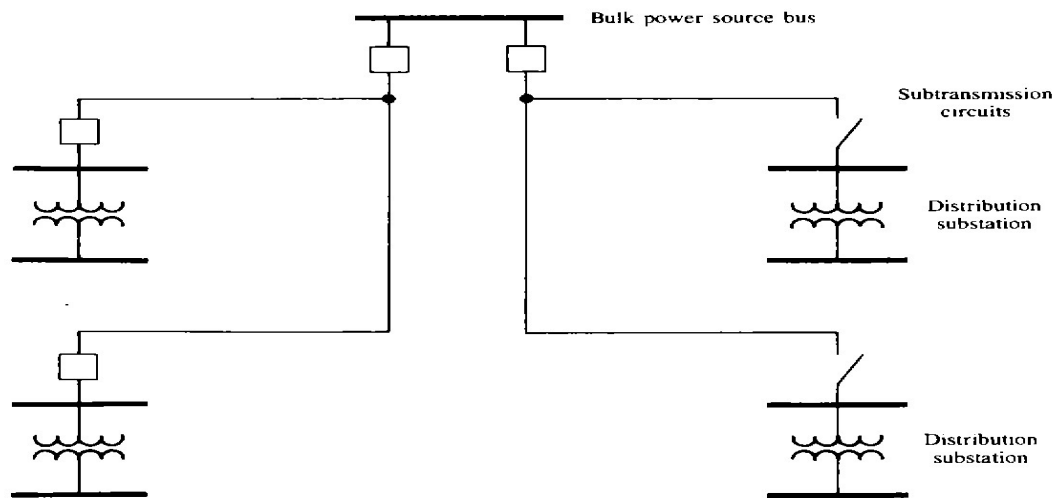 Bulk power source bus
Subtransmission
circuits
Distribution
substation
Distribution
substation